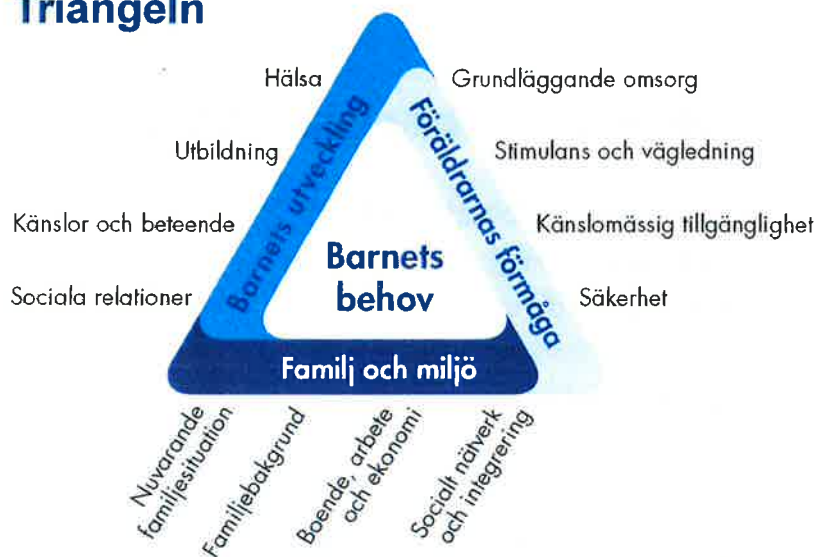 Triangeln
Hälsa
Utbildning
Känslor och beteende
Sociala relationer
Barnets utveckling
Grundläggande omsorg
Stimulans och vägledning
Känslomässig tillgänglighet
Säkerhet
Föräldrarnas förmåga
Barnets
behov
Familj och miljö
Nuvarande
familjesituation
Familjebakgrund
Boende, arbete
och ekonomi
Socialt nätverk
och integrering